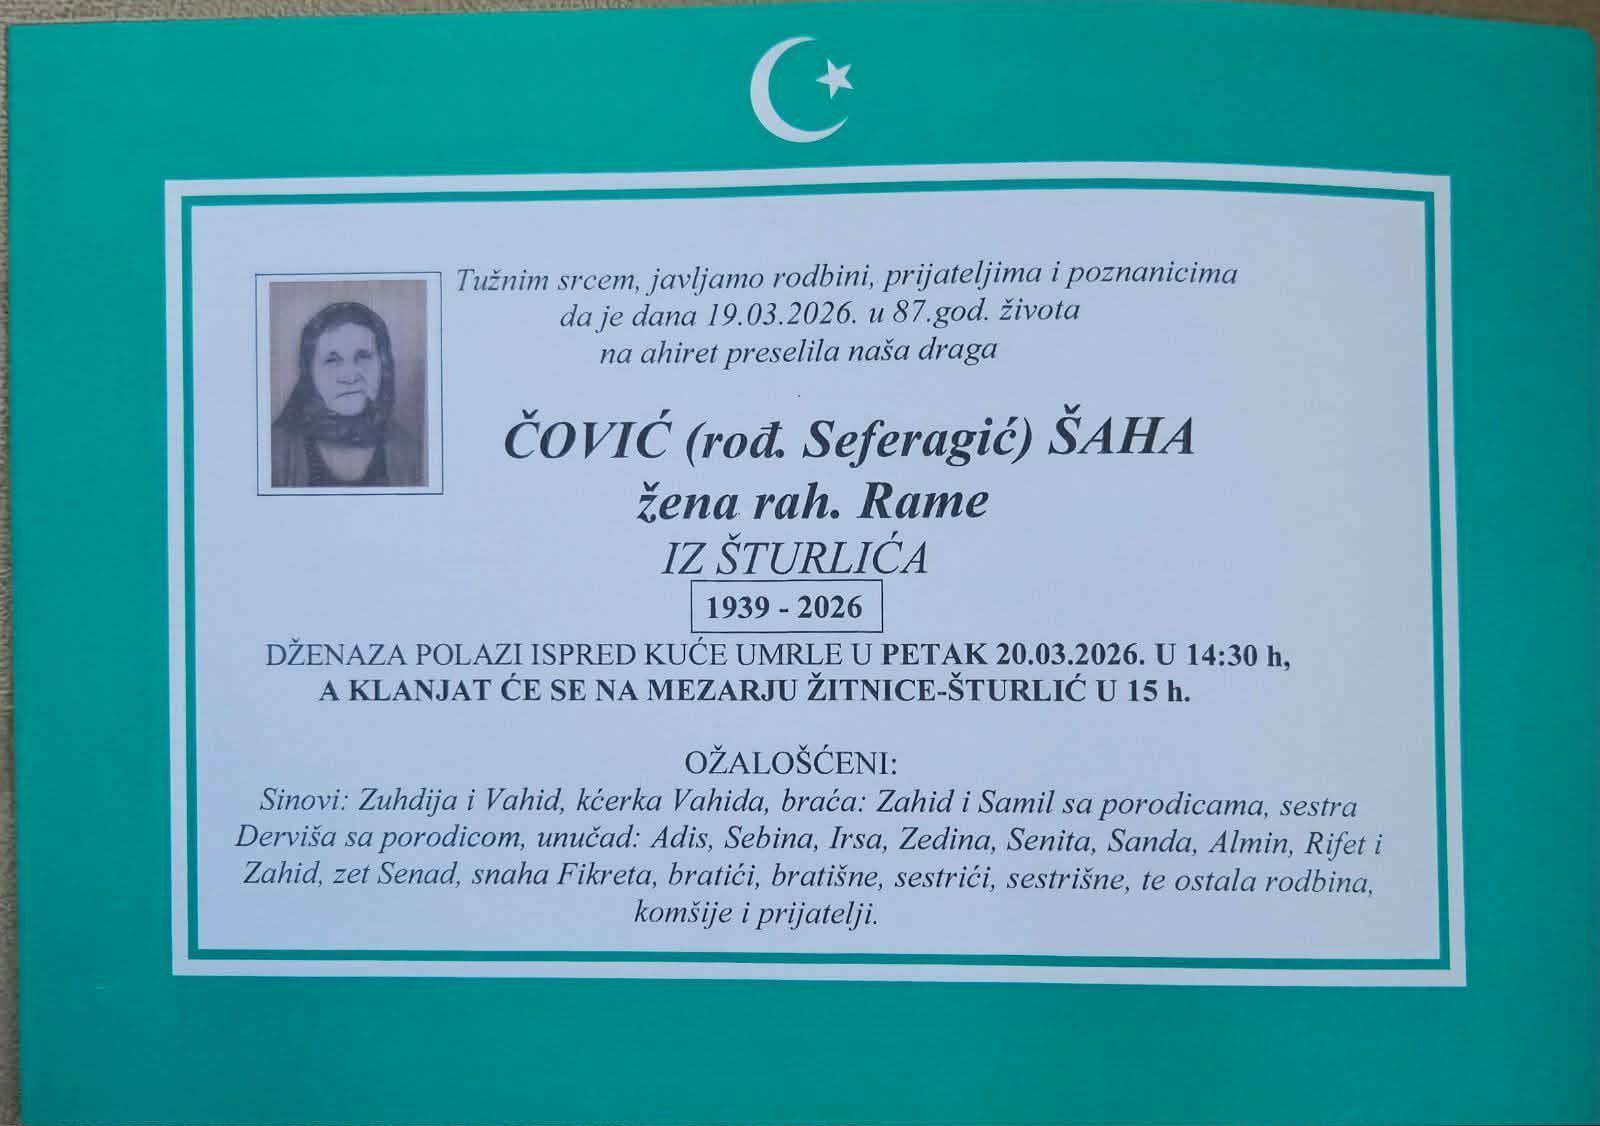 Tužnim srcem, javljamo rodbini, prijateljima i poznanicima
da je dana 19.03.2026. u 87.god. života
na ahiret preselila naša draga
ČOVIĆ (rođ. Seferagić) ŠAHA
žena rah. Rame
IZ ŠTURLIĆA
1939 - 2026
DŽENAZA POLAZI ISPRED KUĆE UMRLE U PETAK 20.03.2026. U 14:30 h,
A KLANJAT ĆE SE NA MEZARJU ŽITNICE-ŠTURLIĆ U 15 h.
OŽALOŠĆENI:
Sinovi: Zuhdija i Vahid, kćerka Vahida, braća: Zahid i Samil sa porodicama, sestra
Derviša sa porodicom, unučad: Adis, Sebina, Irsa, Zedina, Senita, Sanda, Almin, Rifet i
Zahid, zet Senad, snaha Fikreta, bratići, bratišne, sestrići, sestrišne, te ostala rodbina,
komšije i prijatelji.